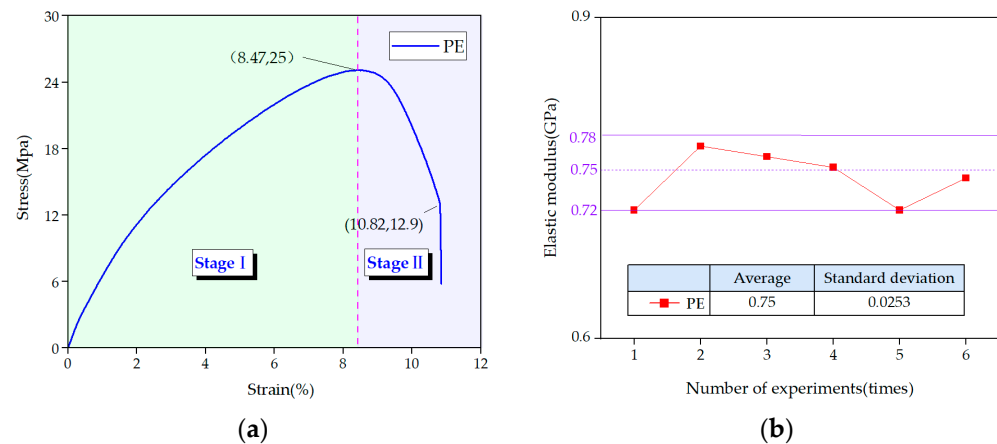 30
24
18
12
6
0
Stress(Mpa)
0 2 4 6 8 10 12
Strain(%)
PE
(8.47,25)
(10.82,12.9)
Stage Ⅰ
Stage Ⅱ
(a)
0.9
0.78
0.75
0.72
0.6
Elastic modulus(GPa)
Average Standard deviation
PE 0.75 0.0253
1 2 3 4 5 6
Number of experiments(times)
(b)